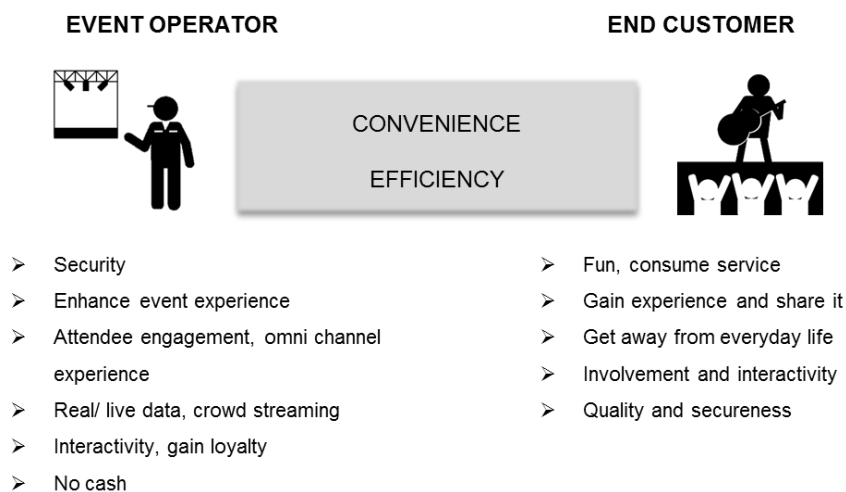 EVENT OPERATOR
END CUSTOMER
CONVENIENCE
EFFICIENCY
➢ Security
➢ Enhance event experience
➢ Attendee engagement, omni channel
experience
➢ Real/ live data, crowd streaming
➢ Interactivity, gain loyalty
➢ No cash
➢ Fun, consume service
➢ Gain experience and share it
➢ Get away from everyday life
➢ Involvement and interactivity
➢ Quality and secureness